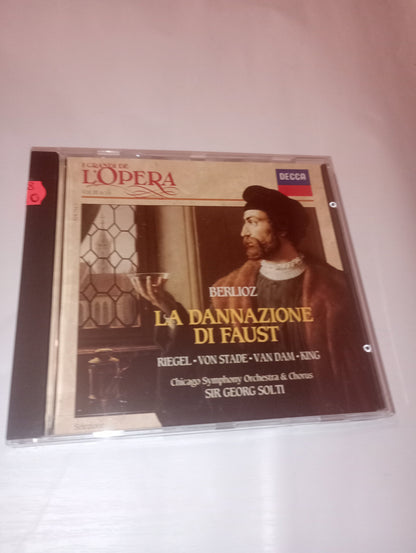 I GRANDI DE
L'OPERA
DECCA
BERLIOZ
LA DANNAZIONE
DI FAUST
RIEGEL • VON STADE • VAN DAM • KING
Chicago Symphony Orchestra & Chorus
SIR GEORG SOLTI
Selezione